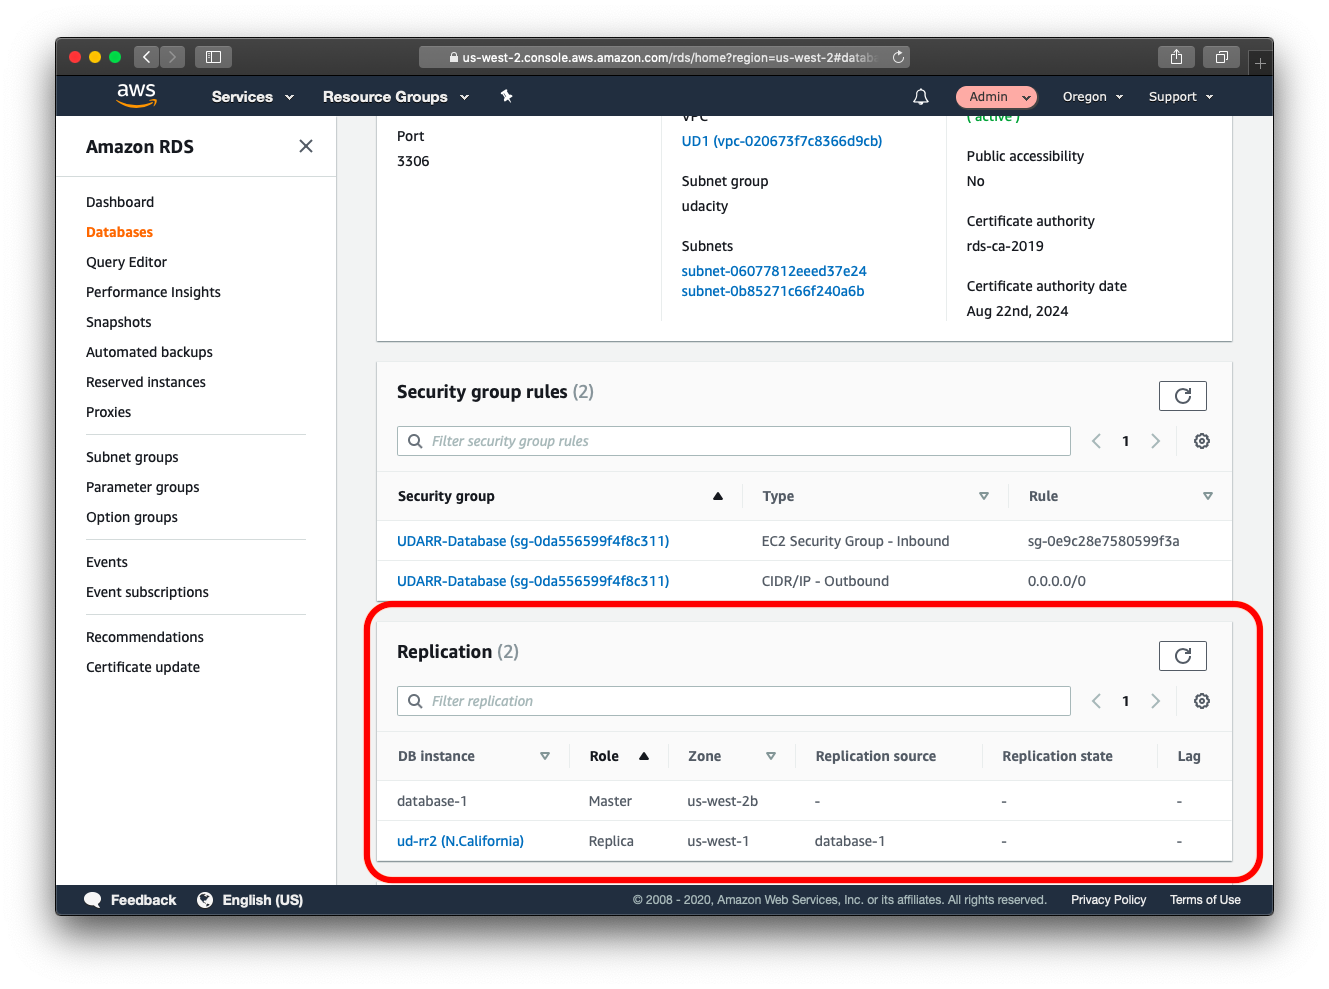 us-west-2.console.aws.amazon.com/rds/home?region=us-west-2#datab
aws
Services
Resource Groups
Admin
Oregon
Support
Amazon RDS
Dashboard
Databases
Query Editor
Performance Insights
Snapshots
Automated backups
Reserved instances
Proxies
Subnet groups
Parameter groups
Option groups
Events
Event subscriptions
Recommendations
Certificate update
Port
3306
VPC
UD1 (vpc-020673f7c8366d9cb)
Subnet group
udacity
Subnets
subnet-06077812eeed37e24
subnet-0b85271c66f240a6b
( active )
Public accessibility
No
Certificate authority
rds-ca-2019
Certificate authority date
Aug 22nd, 2024
Security group rules (2)
Filter security group rules
1
Security group Type Rule
UDARR-Database (sg-0da556599f4f8c311) EC2 Security Group - Inbound sg-0e9c28e7580599f3a
UDARR-Database (sg-0da556599f4f8c311) CIDR/IP - Outbound 0.0.0.0/0
Replication (2)
Filter replication
1
DB instance Role Zone Replication source Replication state Lag
database-1 Master us-west-2b - - -
ud-rr2 (N.California) Replica us-west-1 database-1 - -
Feedback
English (US)
© 2008 - 2020, Amazon Web Services, Inc. or its affiliates. All rights reserved.
Privacy Policy
Terms of Use